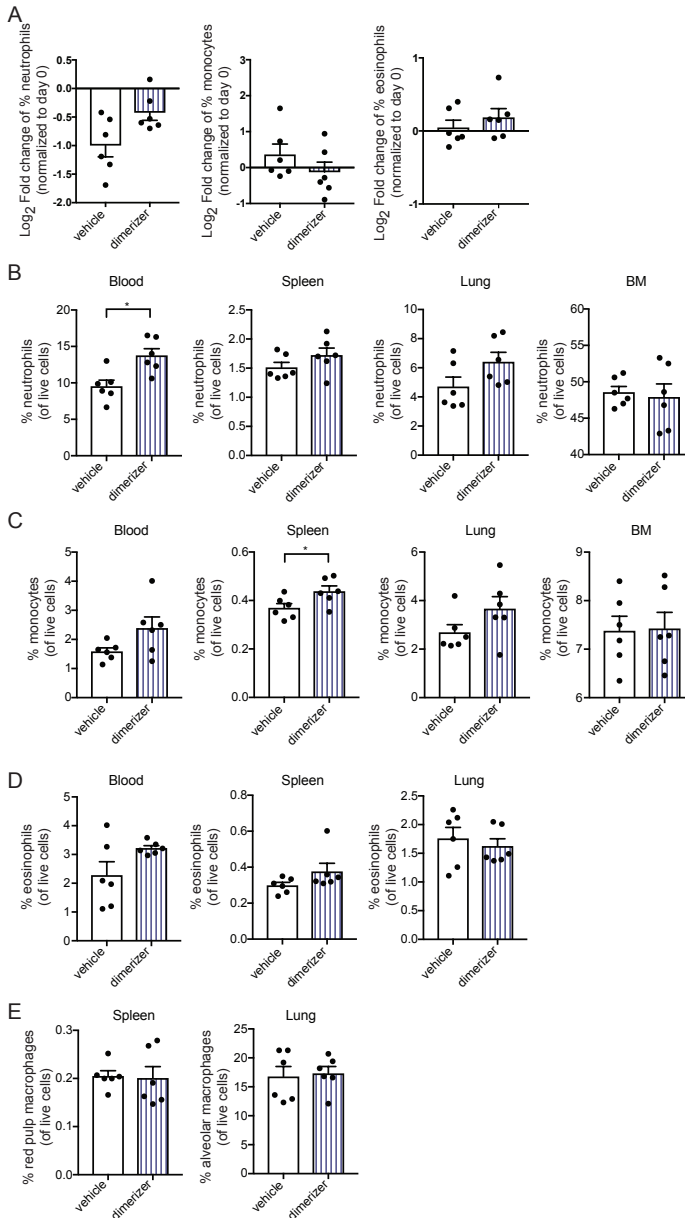 A
Log2 Fold change of % neutrophils
(normalized to day 0)
0.5
0.0
-0.5
-1.0
-1.5
-2.0
vehicle
dimerizer
Log2 Fold change of % monocytes
(normalized to day 0)
3
2
1
0
-1
vehicle
dimerizer
Log2 Fold change of % eosinophils
(normalized to day 0)
1
0
-1
vehicle
dimerizer
B
Blood
% neutrophils
(of live cells)
20
15
10
5
0
*
vehicle
dimerizer
Spleen
% neutrophils
(of live cells)
2.5
2.0
1.5
1.0
0.5
0.0
vehicle
dimerizer
Lung
% neutrophils
(of live cells)
10
8
6
4
2
0
vehicle
dimerizer
BM
% neutrophils
(of live cells)
60
55
50
45
40
vehicle
dimerizer
C
Blood
% monocytes
(of live cells)
5
4
3
2
1
0
vehicle
dimerizer
Spleen
% monocytes
(of live cells)
0.6
0.4
0.2
0.0
*
vehicle
dimerizer
Lung
% monocytes
(of live cells)
6
4
2
0
vehicle
dimerizer
BM
% monocytes
(of live cells)
9
8
7
6
vehicle
dimerizer
D
Blood
% eosinophils
(of live cells)
5
4
3
2
1
0
vehicle
dimerizer
Spleen
% eosinophils
(of live cells)
0.8
0.6
0.4
0.2
0.0
vehicle
dimerizer
Lung
% eosinophils
(of live cells)
2.5
2.0
1.5
1.0
0.5
0.0
vehicle
dimerizer
E
Spleen
% red pulp macrophages
(of live cells)
0.3
0.2
0.1
0.0
vehicle
dimerizer
Lung
% alveolar macrophages
(of live cells)
25
20
15
10
5
0
vehicle
dimerizer